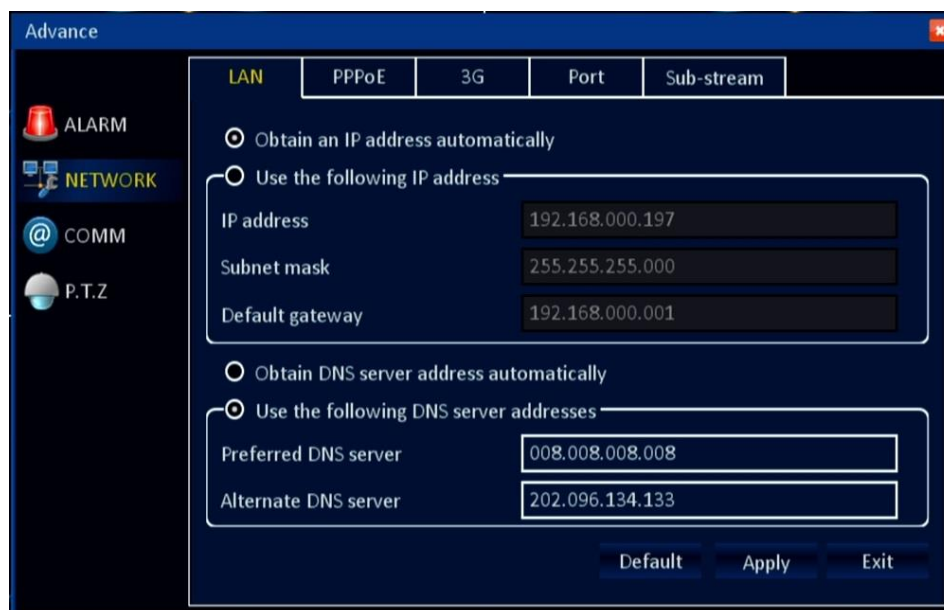 Advance
LAN PPPoE 3G Port Sub-stream
ALARM
NETWORK
COMM
P.T.Z
Obtain an IP address automatically
Use the following IP address
IP address 192.168.000.197
Subnet mask 255.255.255.000
Default gateway 192.168.000.001
Obtain DNS server address automatically
Use the following DNS server addresses
Preferred DNS server 008.008.008.008
Alternate DNS server 202.096.134.133
Default Apply Exit